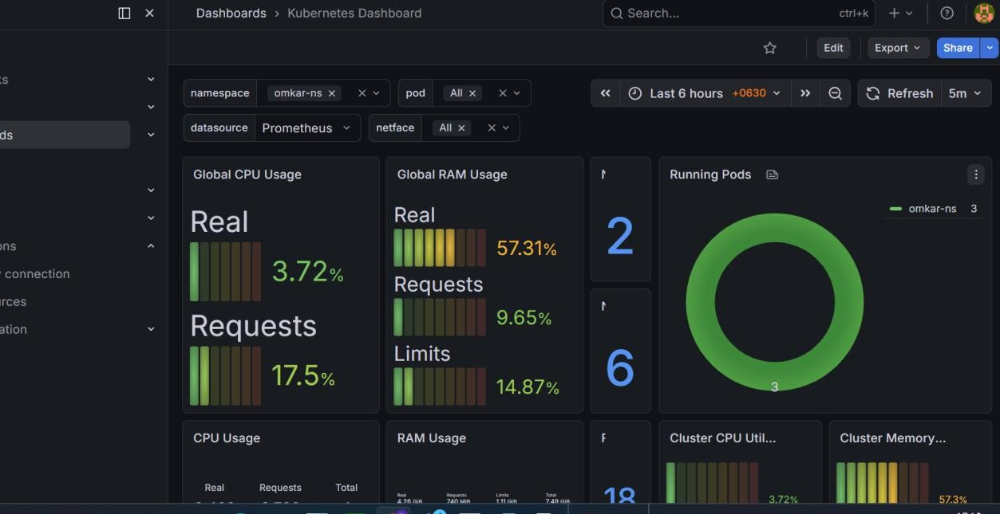 Dashboards › Kubernetes Dashboard Search... ctrl+k
Edit Export Share
ds
ons
connection
urces
ation
namespace omkar-ns pod All Last 6 hours +0630 Refresh 5m
datasource Prometheus netface All
Global CPU Usage
Real
3.72%
Requests
17.5%
Global RAM Usage
Real
57.31%
Requests
9.65%
Limits
14.87%
2
6
Running Pods
omkar-ns 3
3
CPU Usage
Real Requests Total
RAM Usage
Real Requests Limits Total
4.26 GiB 740 MiB 1.11 GiB 7.49 GiB
18
Cluster CPU Util...
3.72%
Cluster Memory...
57.3%